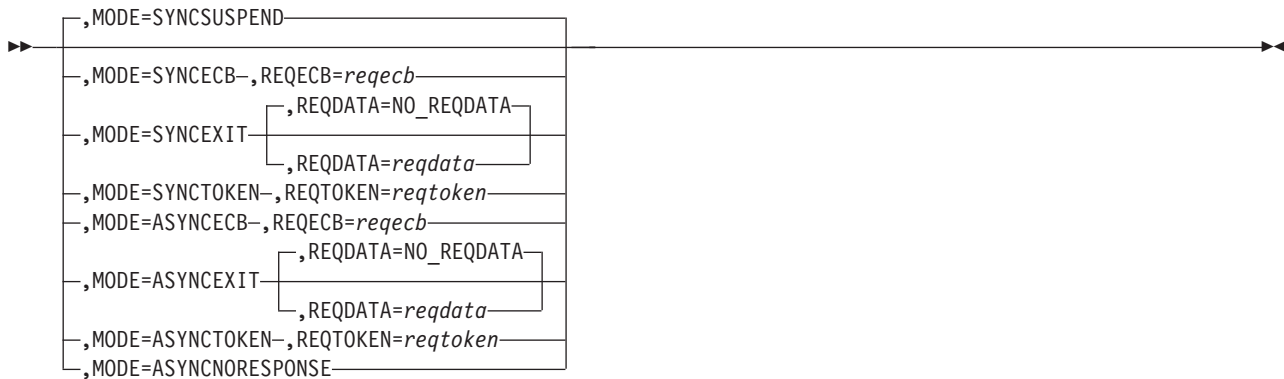 ,MODE=SYNCSUSPEND
,MODE=SYNCECB–,REQECB=reqecb
,REQDATA=NO_REQDATA
,MODE=SYNCEXIT
,REQDATA=reqdata
,MODE=SYNCTOKEN–,REQTOKEN=reqtoken
,MODE=ASYNCECB–,REQECB=reqecb
,REQDATA=NO_REQDATA
,MODE=ASYNCEXIT
,REQDATA=reqdata
,MODE=ASYNCTOKEN–,REQTOKEN=reqtoken
,MODE=ASYNCNORESPONSE